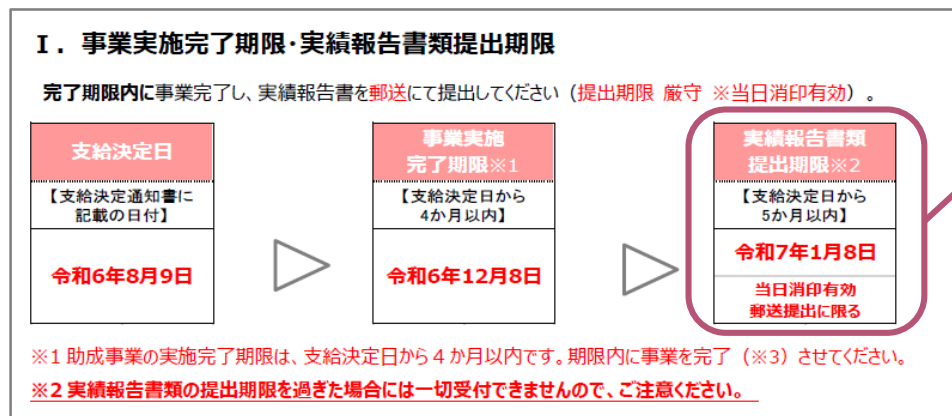 Ⅰ．事業実施完了期限･実績報告書類提出期限
完了期限内に事業完了し、実績報告書を郵送にて提出してください（提出期限 厳守 ※当日消印有効）。
支給決定日
【支給決定通知書に
記載の日付】
令和6年8月9日
事業実施
完了期限※1
【支給決定日から
4か月以内】
令和6年12月8日
実績報告書類
提出期限※2
【支給決定日から
5か月以内】
令和7年1月8日
当日消印有効
郵送提出に限る
※1 助成事業の実施完了期限は、支給決定日から４か月以内です。期限内に事業を完了（※3）させてください。
※2 実績報告書類の提出期限を過ぎた場合には一切受付できませんので、ご注意ください。